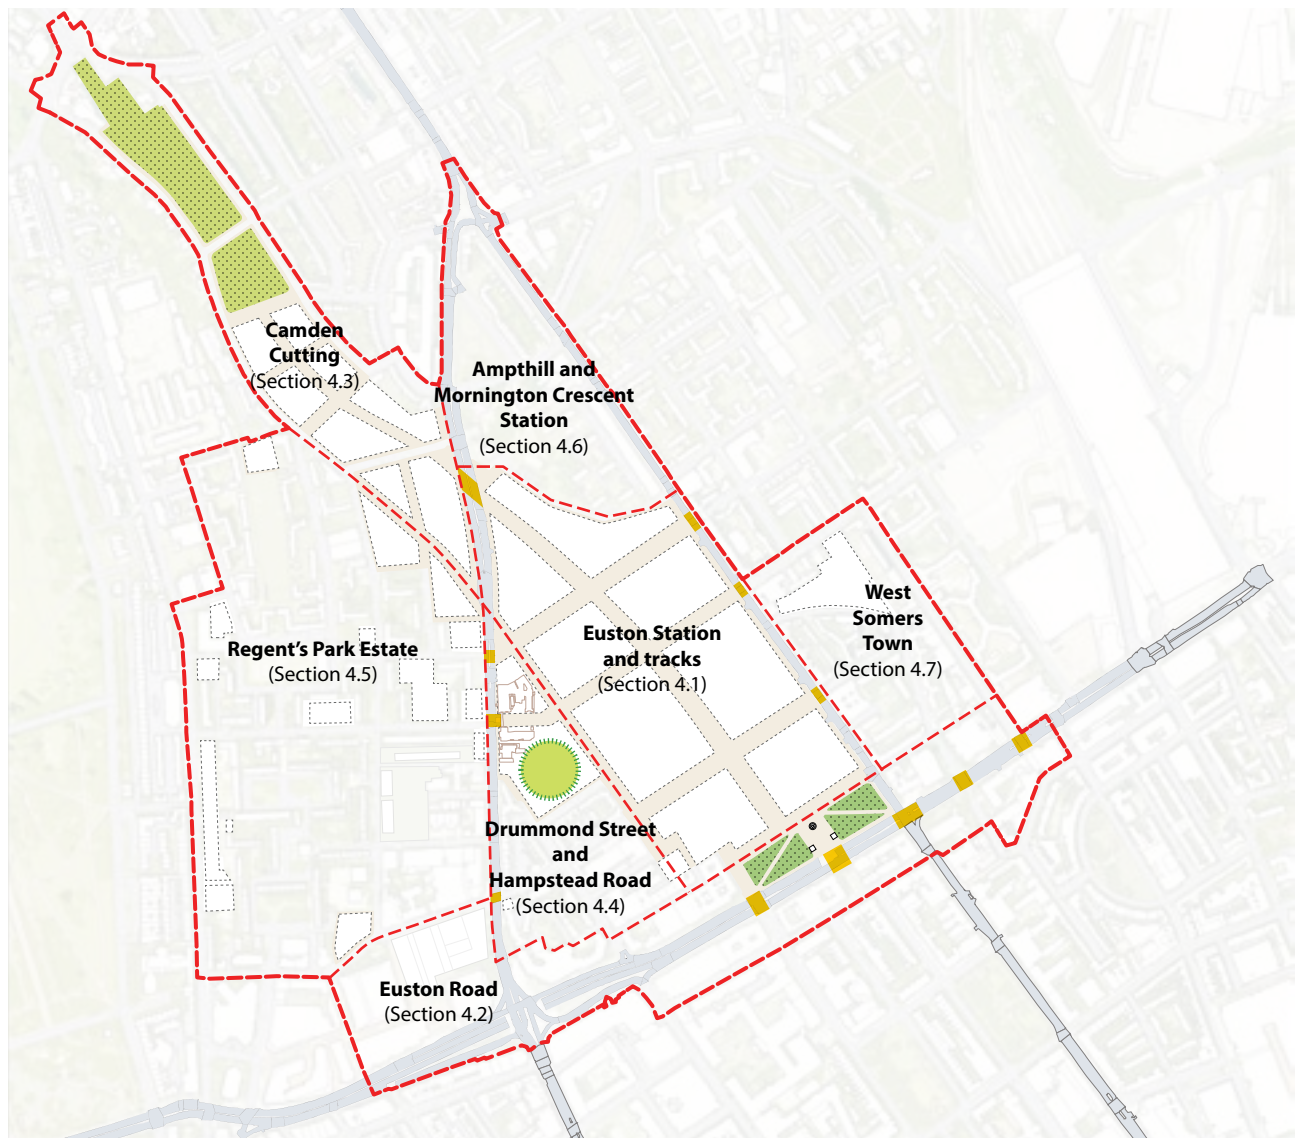 Camden
Cutting
(Section 4.3)
Ampthill and
Mornington Crescent
Station
(Section 4.6)
West
Somers
Town
(Section 4.7)
Euston Station
and tracks
(Section 4.1)
Regent's Park Estate
(Section 4.5)
Drummond Street
and
Hampstead Road
(Section 4.4)
Euston Road
(Section 4.2)